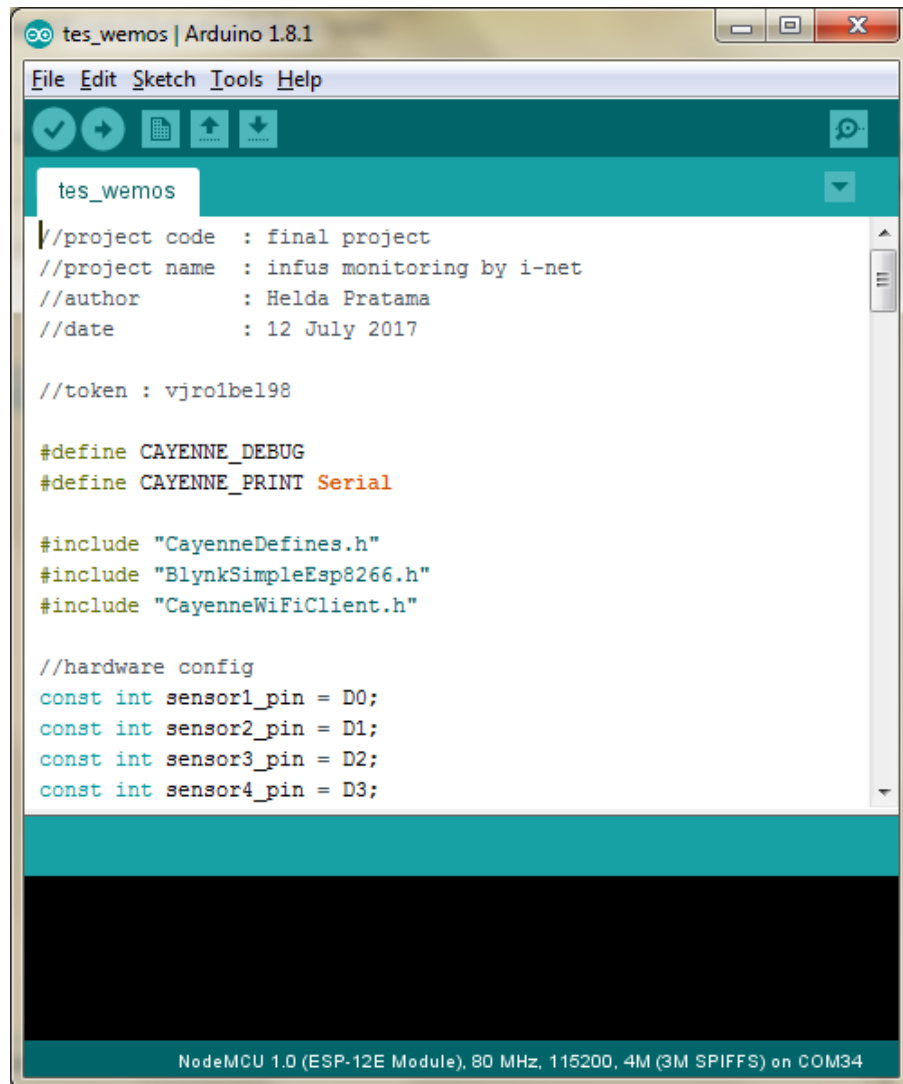 tes_wemos | Arduino 1.8.1
File Edit Sketch Tools Help
tes_wemos
//project code  : final project
//project name  : infus monitoring by i-net
//author        : Helda Pratama
//date          : 12 July 2017
//token : vjro1bel98
#define CAYENNE_DEBUG
#define CAYENNE_PRINT Serial
#include "CayenneDefines.h"
#include "BlynkSimpleEsp8266.h"
#include "CayenneWiFiClient.h"
//hardware config
const int sensor1_pin = D0;
const int sensor2_pin = D1;
const int sensor3_pin = D2;
const int sensor4_pin = D3;
NodeMCU 1.0 (ESP-12E Module), 80 MHz, 115200, 4M (3M SPIFFS) on COM34